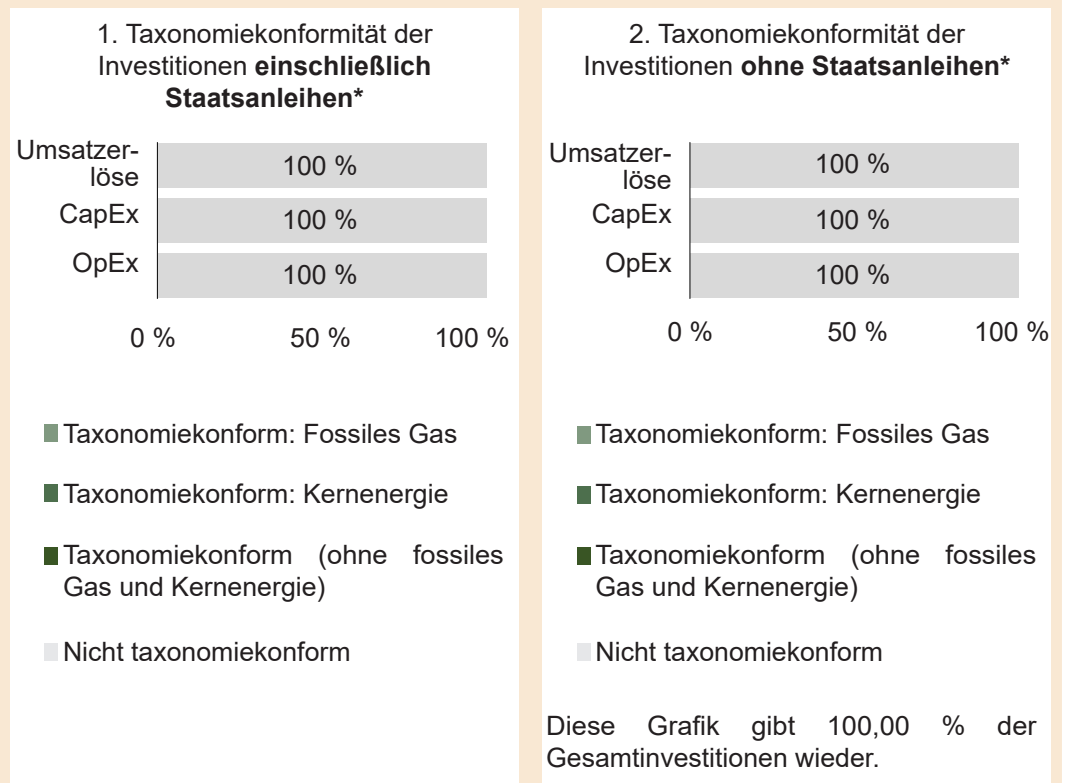 1. Taxonomiekonformität der
Investitionen einschließlich
Staatsanleihen*
Umsatzer-
löse
100 %
CapEx
100 %
OpEx
100 %
0 %
50 %
100 %
Taxonomiekonform: Fossiles Gas
Taxonomiekonform: Kernenergie
Taxonomiekonform (ohne fossiles
Gas und Kernenergie)
Nicht taxonomiekonform
2. Taxonomiekonformität der
Investitionen ohne Staatsanleihen*
Umsatzer-
löse
100 %
CapEx
100 %
OpEx
100 %
0 %
50 %
100 %
Taxonomiekonform: Fossiles Gas
Taxonomiekonform: Kernenergie
Taxonomiekonform (ohne fossiles
Gas und Kernenergie)
Nicht taxonomiekonform
Diese Grafik gibt 100,00 % der
Gesamtinvestitionen wieder.